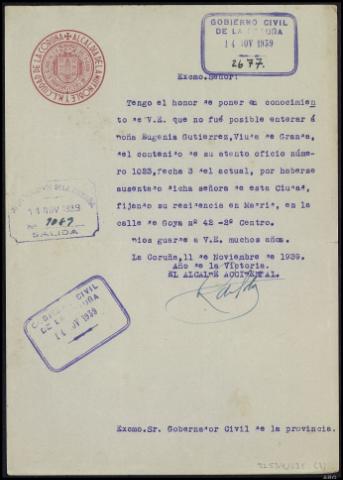 GOBIERNO CIVIL
DE LA CORUÑA
14 NOV 1939
2677.
Excmo. Señor:
Tengo el honor de poner en conocimien
to de V.E. que no fué posible enterar á
Doña Eugenia Gutierrez, Viuda de Granda,
del contenido de su atento oficio núme-
ro 1023, fecha 3 del actual, por haberse
ausentado dicha señora de esta Ciudad,
fijando su residencia en Madrid, en la
calle de Goya nº 42 -2º Centro.
Dios guarde a V.E. muchos años.
La Coruña, 11 de Noviembre de 1939.
Año de la Victoria.
EL ALCALDE ACCIDENTAL.
14 NOV 1939
SALIDA
GOBIERNO CIVIL
DE LA CORUÑA
14 NOV 1939
Excmo. Sr. Gobernador Civil de la provincia.